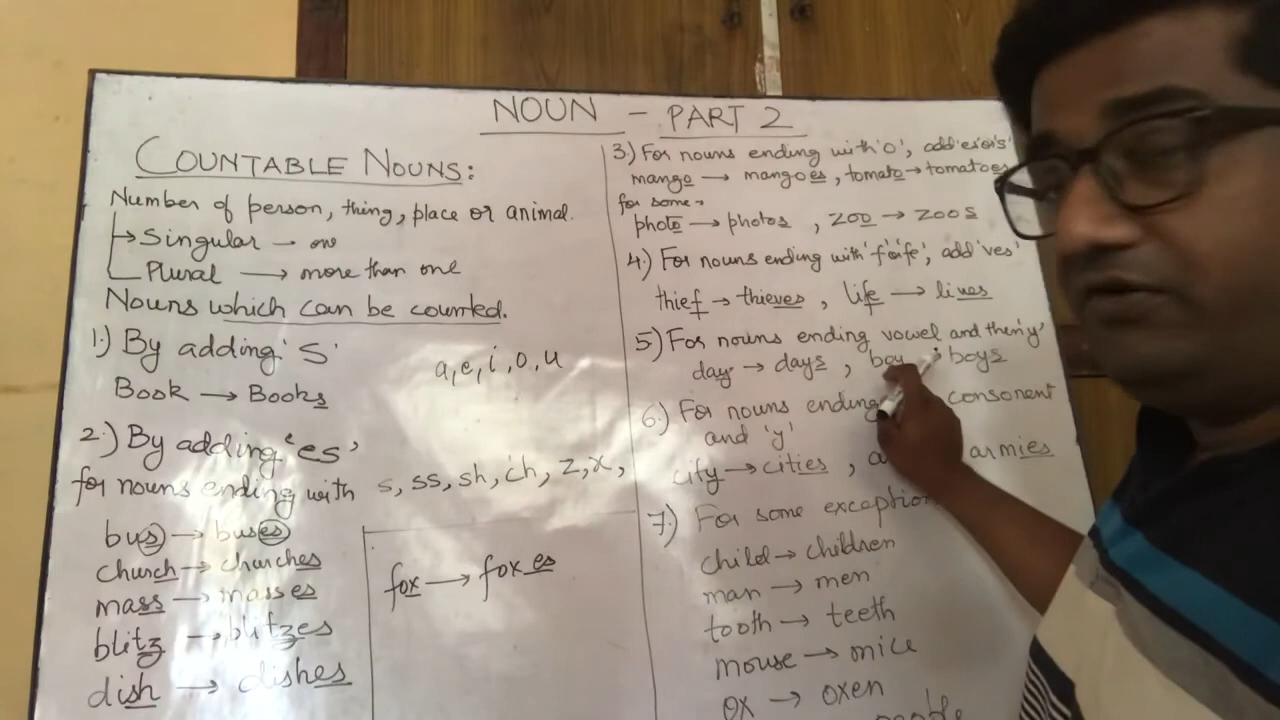 NOUN - PART 2
COUNTABLE NOUNS:
Number of person, thing, place or animal.
→ Singular → one
Plural → more than one
Nouns which can be counted.
1.) By adding 'S'
a, e, i, o, u
Book → Books
2.) By adding 'es'
for nouns ending with s, ss, sh, ch, z, x,
bus → buses
church → churches
mass → masses
blitz → blitzes
dish → dishes
fox → foxes
3.) For nouns ending with 'o', add 'es' or 's'
mango → mangoes, tomato → tomatoes
for some →
photo → photos, zoo → zoos
4.) For nouns ending with 'f' or 'fe', add 'ves'
thief → thieves, life → lives
5) For nouns ending vowel and then 'y'
day → days, boy → boys
6.) For nouns ending consonent
and 'y'
city → cities, armies
7.) For some exception
child → children
man → men
tooth → teeth
mouse → mice
ox → oxen